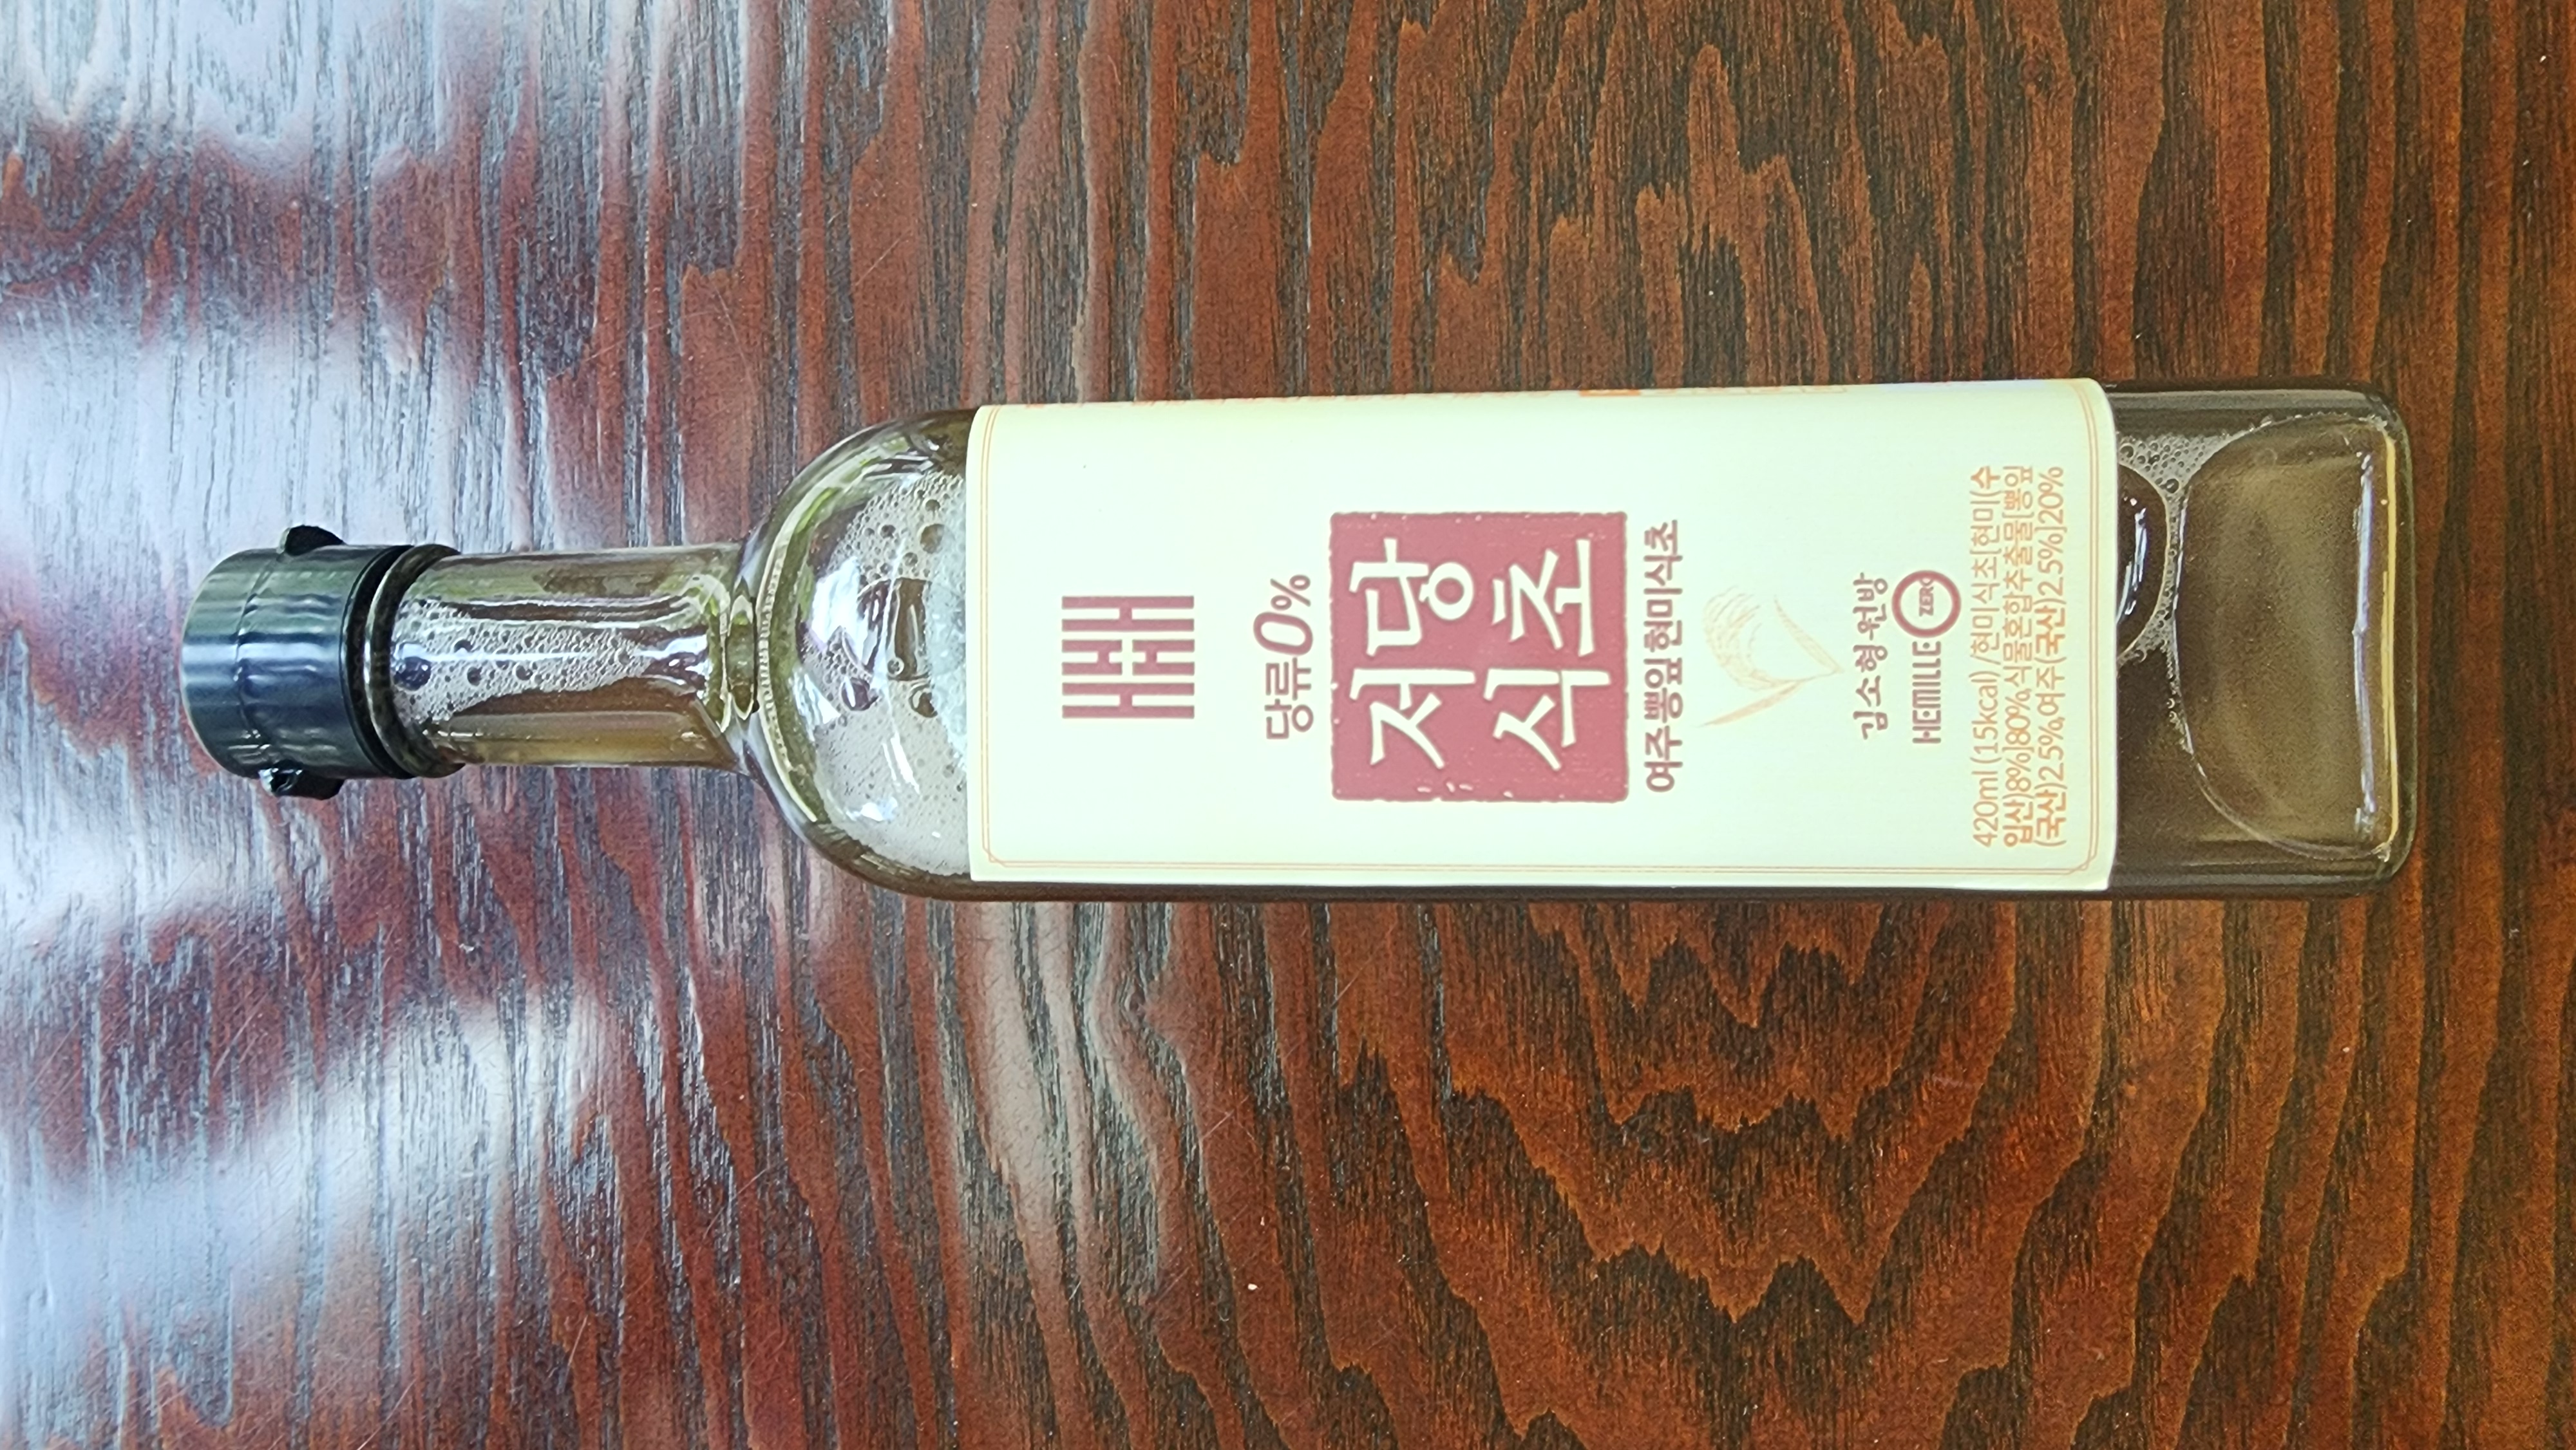 당류0%
저당
식초
여주뽕잎현미식초
김소형원방
HEMILLE ZERO
420ml (15kcal) /현미식초[현미(수
입산)8%]80%,식물혼합추출물[뽕잎
(국산)2.5%,여주(국산)2.5%]20%